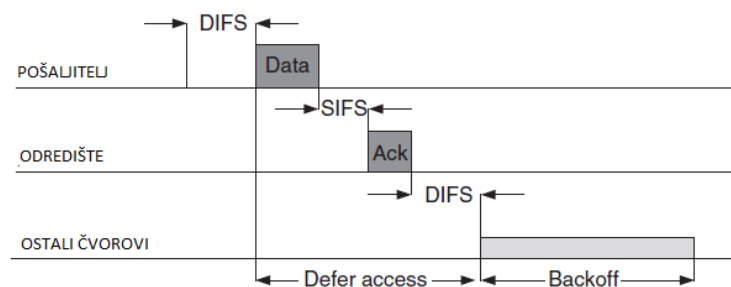 DIFS
Data
POŠALJITELJ
SIFS
ODREDIŠTE
Ack
DIFS
OSTALI ČVOROVI
Defer access
Backoff